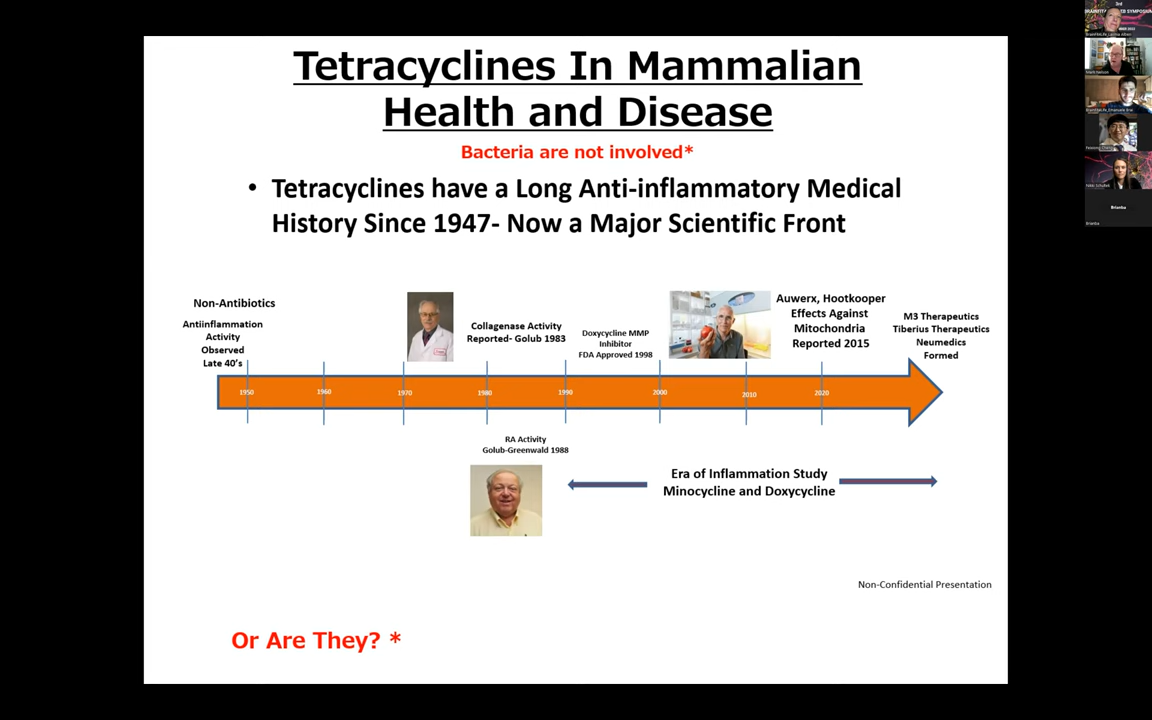 Tetracyclines In Mammalian
Health and Disease
Bacteria are not involved*
• Tetracyclines have a Long Anti-inflammatory Medical
History Since 1947- Now a Major Scientific Front
Non-Antibiotics
Antiinflammation
Activity
Observed
Late 40's
Collagenase Activity
Reported- Golub 1983
Doxycycline MMP
Inhibitor
FDA Approved 1998
Auwerx, Hootkooper
Effects Against
Mitochondria
Reported 2015
M3 Therapeutics
Tiberius Therapeutics
Neumedics
Formed
1950 1960 1970 1980 1990 2000 2010 2020
RA Activity
Golub-Greenwald 1988
Era of Inflammation Study
Minocycline and Doxycycline
Non-Confidential Presentation
Or Are They? *
3rd
SYMPOSIUM
Brianba
Brianba